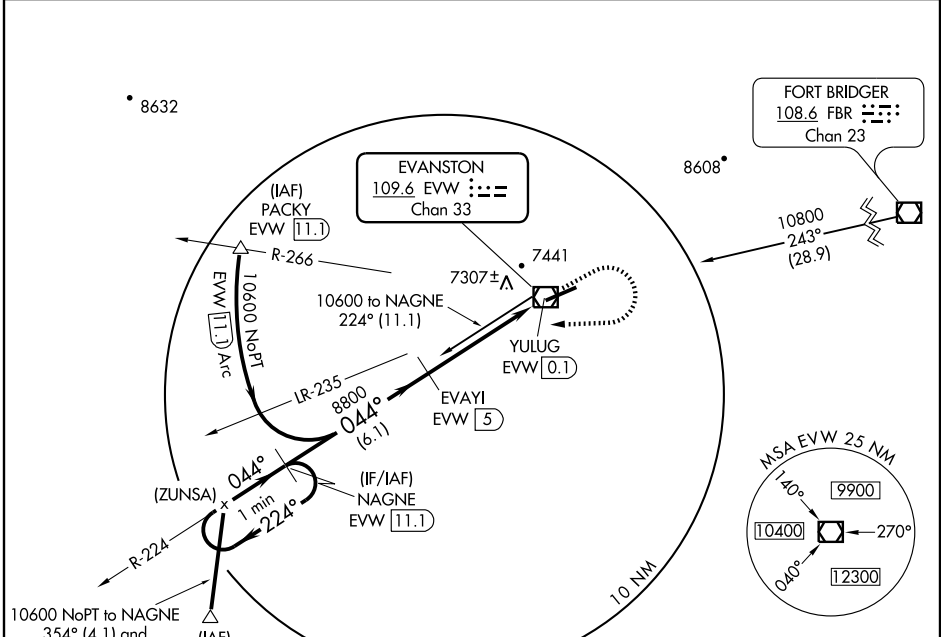 8632
FORT BRIDGER
108.6 FBR
Chan 23
EVANSTON
109.6 EVW
Chan 33
8608
(IAF)
PACKY
EVW 11.1
R-266
10800
243°
(28.9)
7441
7307±
10600 to NAGNE
224° (11.1)
10600 NoPT
EVW 11.1 Arc
YULUG
EVW 0.1
LR-235
8800
044°
(6.1)
EVAYI
EVW 5
044°
(ZUNSA)
1 min
224°
(IF/IAF)
NAGNE
EVW 11.1
R-224
MSA EVW 25 NM
140°
9900
10400
270°
040°
12300
10 NM
10600 NoPT to NAGNE
354° (4.1) and
(IAF)